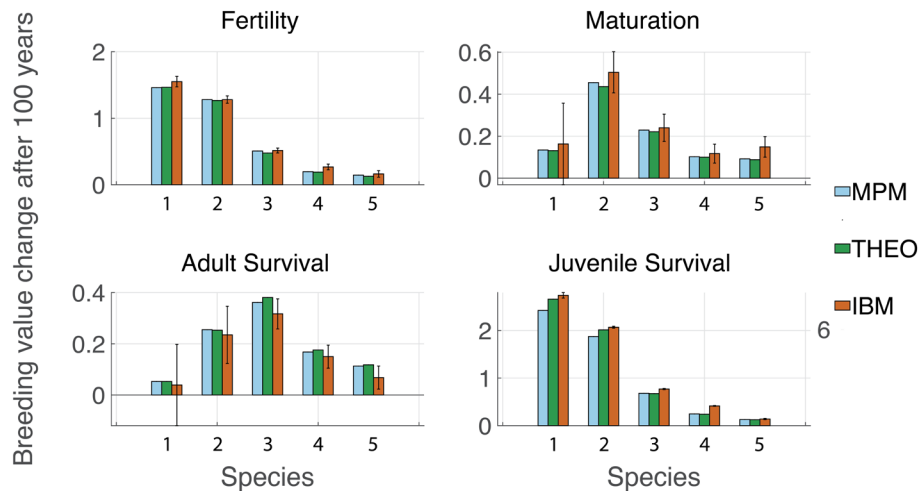 Breeding value change after 100 years
Fertility
2
1
0
1 2 3 4 5
Maturation
0.6
0.4
0.2
0
1 2 3 4 5
Adult Survival
0.4
0.2
0
1 2 3 4 5
Species
Juvenile Survival
2
1
0
1 2 3 4 5
Species
MPM
THEO
IBM
6